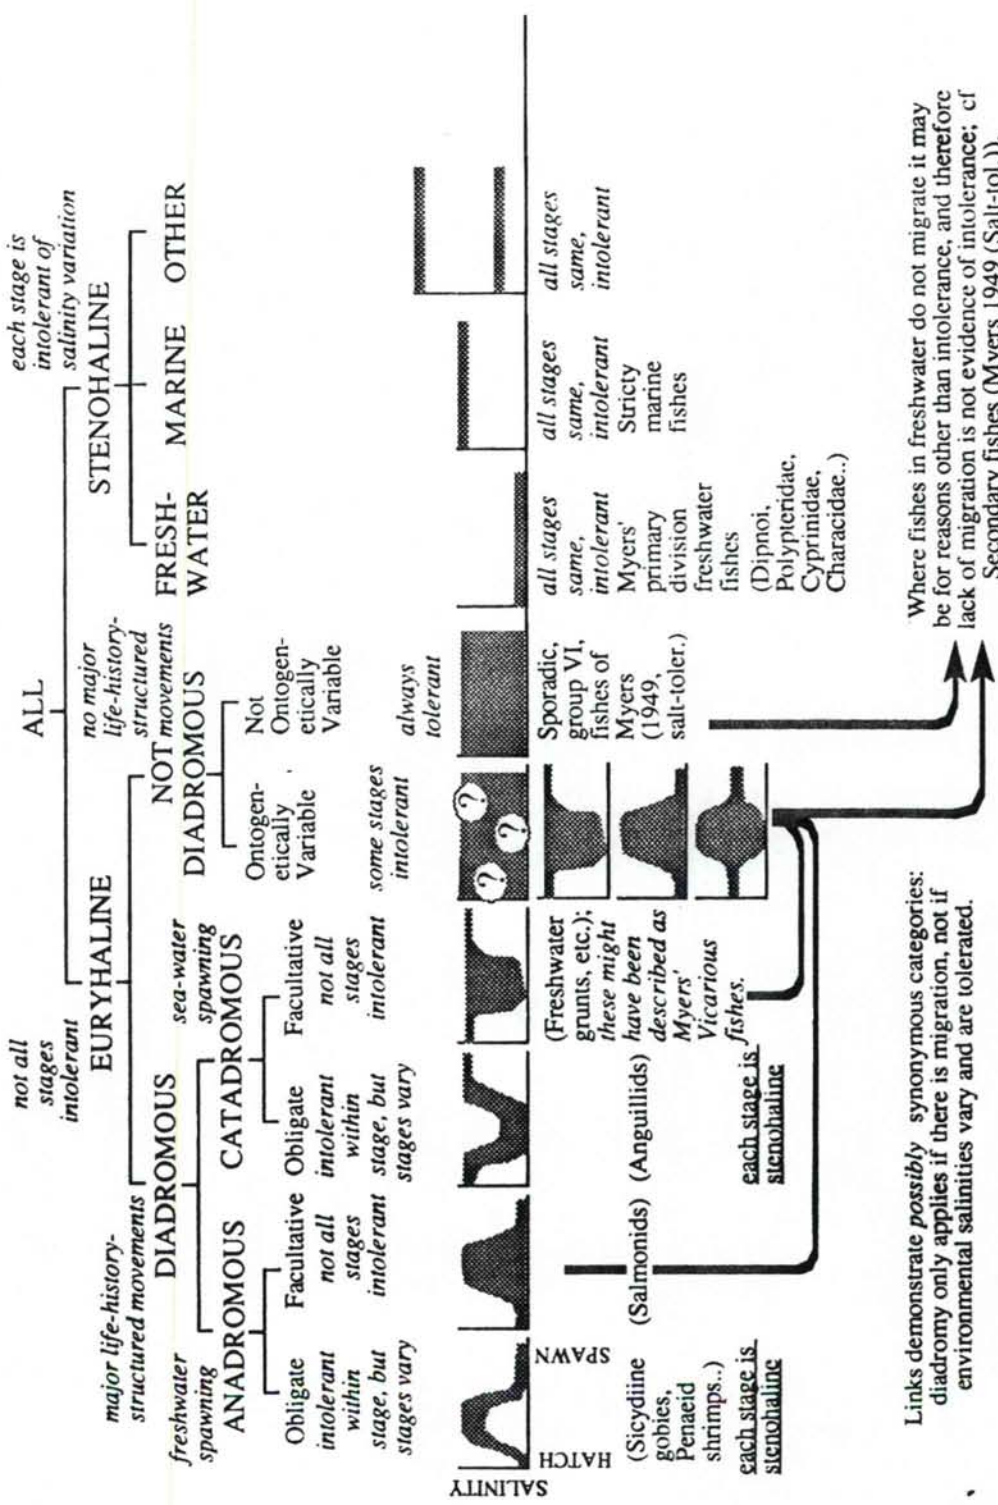 ALL
not all
stages
intolerant
EURYHALINE
each stage is
intolerant of
salinity variation
STENOHALINE
major life-history-
structured movements
DIADROMOUS
no major
life-history-
structured
movements
NOT
DIADROMOUS
FRESH-
WATER
MARINE
OTHER
freshwater
spawning
ANADROMOUS
sea-water
spawning
CATADROMOUS
Ontogen-
etically
Variable
Not
Ontogen-
etically
Variable
Obligate
intolerant
within
stage, but
stages vary
Facultative
not all
stages
intolerant
Obligate
intolerant
within
stage, but
stages vary
Facultative
not all
stages
intolerant
some stages
intolerant
always
tolerant
SALINITY
? ? ?
HATCH
SPAWN
(Sicydiine
gobies,
Penaeid
shrimps..)
each stage is
stenohaline
(Salmonids)
(Anguillids)
each stage is
stenohaline
(Freshwater
grunts, etc.);
these might
have been
described as
Myers'
Vicarious
fishes.
Sporadic,
group VI,
fishes of
Myers
(1949,
salt-toler.)
all stages
same,
intolerant
Myers'
primary
division
freshwater
fishes
(Dipnoi,
Polypteridae,
Cyprinidae,
Characidae..)
all stages
same,
intolerant
Stricty
marine
fishes
all stages
same,
intolerant
Links demonstrate possibly synonymous categories:
diadromy only applies if there is migration, not if
environmental salinities vary and are tolerated.
Where fishes in freshwater do not migrate it may
be for reasons other than intolerance, and therefore
lack of migration is not evidence of intolerance; cf
Secondary fishes (Myers 1949 (Salt-tol.)).